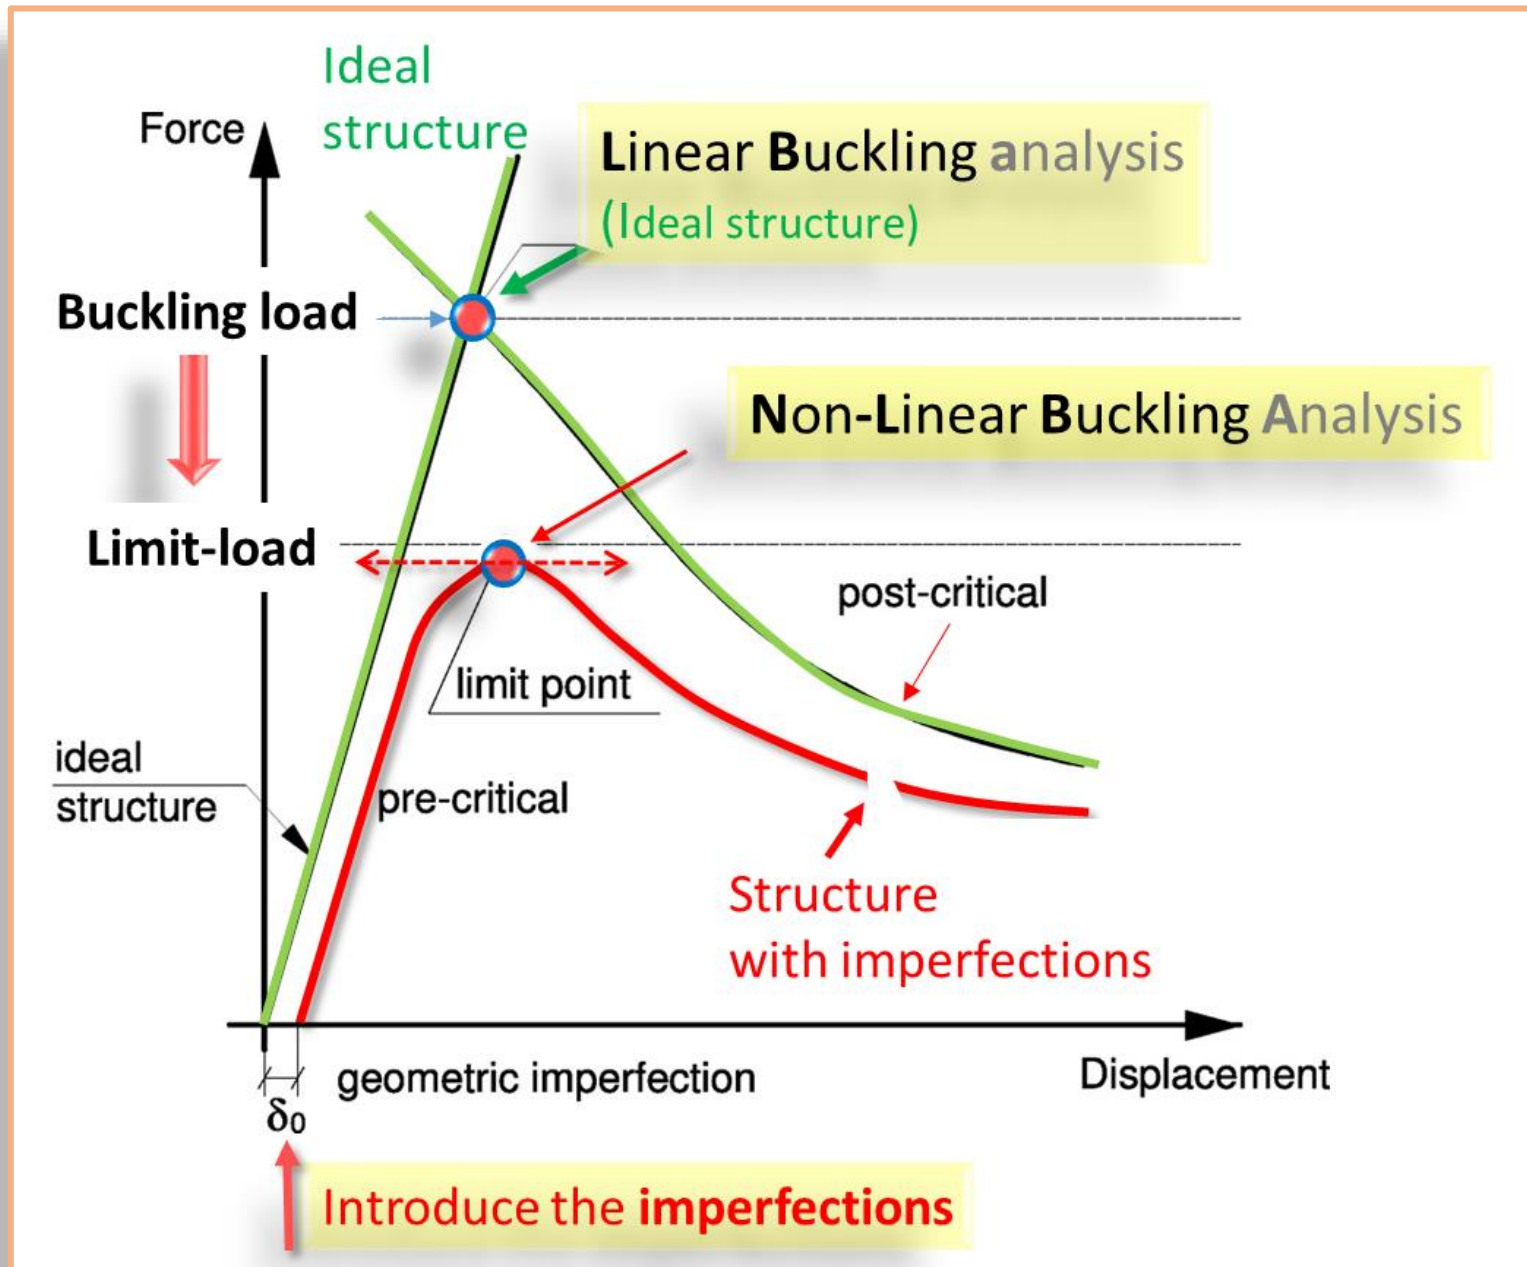 Ideal
structure
Force
Linear Buckling analysis
(Ideal structure)
Buckling load
Non-Linear Buckling Analysis
Limit-load
post-critical
limit point
ideal
structure
pre-critical
Structure
with imperfections
geometric imperfection
Displacement
δ0
Introduce the imperfections